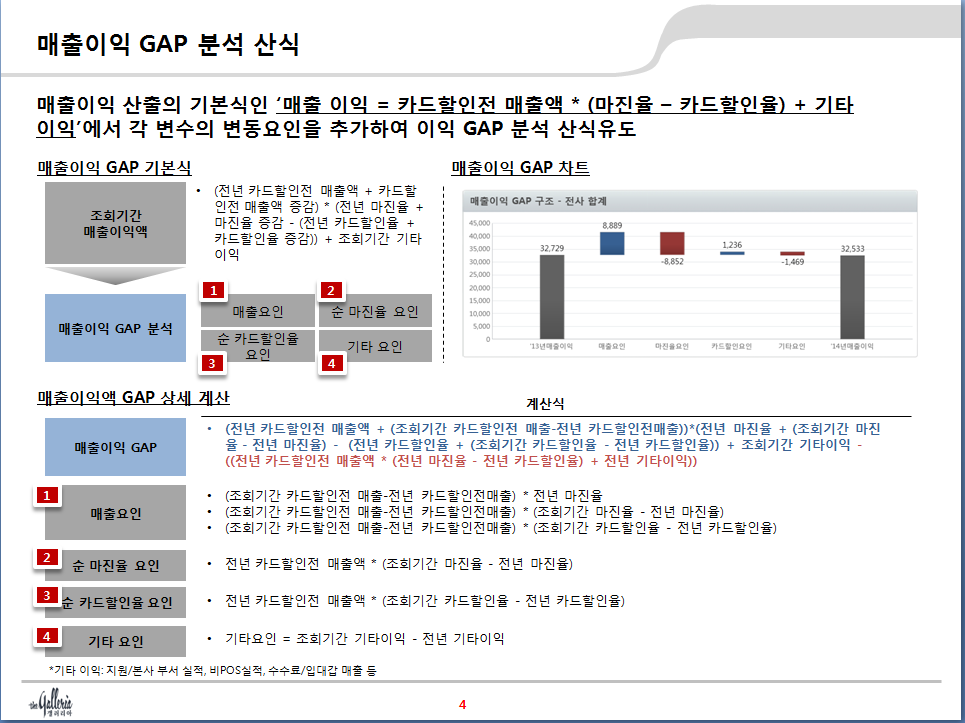 매출이익 GAP 분석 산식
매출이익 산출의 기본식인 ‘매출 이익 = 카드할인전 매출액 * (마진율 – 카드할인율) + 기타
이익’에서 각 변수의 변동요인을 추가하여 이익 GAP 분석 산식유도
매출이익 GAP 기본식
조회기간
매출이익액
• (전년 카드할인전 매출액 + 카드할
인전 매출액 증감) * (전년 마진율 +
마진율 증감 - (전년 카드할인율 +
카드할인율 증감)) + 조회기간 기타
이익
매출이익 GAP 분석
1
매출요인
2
순 마진율 요인
순 카드할인율
요인
3
기타 요인
4
매출이익 GAP 차트
매출이익 GAP 구조 - 전사 합계
45,000
40,000
35,000
30,000
25,000
20,000
15,000
10,000
5,000
0
32,729
8,889
-8,852
1,236
-1,469
32,533
'13년매출이익
매출요인
마진율요인
카드할인요인
기타요인
'14년매출이익
매출이익액 GAP 상세 계산
계산식
매출이익 GAP
• (전년 카드할인전 매출액 + (조회기간 카드할인전 매출-전년 카드할인전매출))*(전년 마진율 + (조회기간 마진
율 - 전년 마진율) - (전년 카드할인율 + (조회기간 카드할인율 - 전년 카드할인율)) + 조회기간 기타이익 -
((전년 카드할인전 매출액 * (전년 마진율 - 전년 카드할인율) + 전년 기타이익))
1
매출요인
• (조회기간 카드할인전 매출-전년 카드할인전매출) * 전년 마진율
• (조회기간 카드할인전 매출-전년 카드할인전매출) * (조회기간 마진율 - 전년 마진율)
• (조회기간 카드할인전 매출-전년 카드할인전매출) * (조회기간 카드할인율 - 전년 카드할인율)
2
순 마진율 요인
• 전년 카드할인전 매출액 * (조회기간 마진율 - 전년 마진율)
3
순 카드할인율 요인
• 전년 카드할인전 매출액 * (조회기간 카드할인율 - 전년 카드할인율)
4
기타 요인
• 기타요인 = 조회기간 기타이익 - 전년 기타이익
*기타 이익: 지원/본사 부서 실적, 비POS실적, 수수료/임대갑 매출 등
the Galleria
갤러리아
4